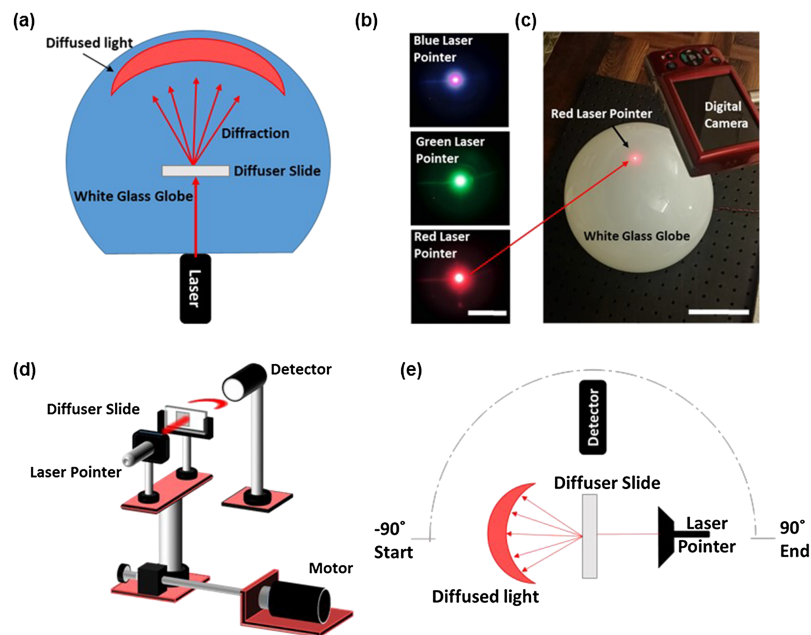 (a)
Diffused light
Diffraction
Diffuser Slide
White Glass Globe
Laser
(b)
Blue Laser
Pointer
Green Laser
Pointer
Red Laser
Pointer
(c)
Red Laser Pointer
Digital
Camera
White Glass Globe
(d)
Detector
Diffuser Slide
Laser Pointer
Motor
(e)
Detector
Diffuser Slide
-90˚
Start
Laser
Pointer
90˚
End
Diffused light